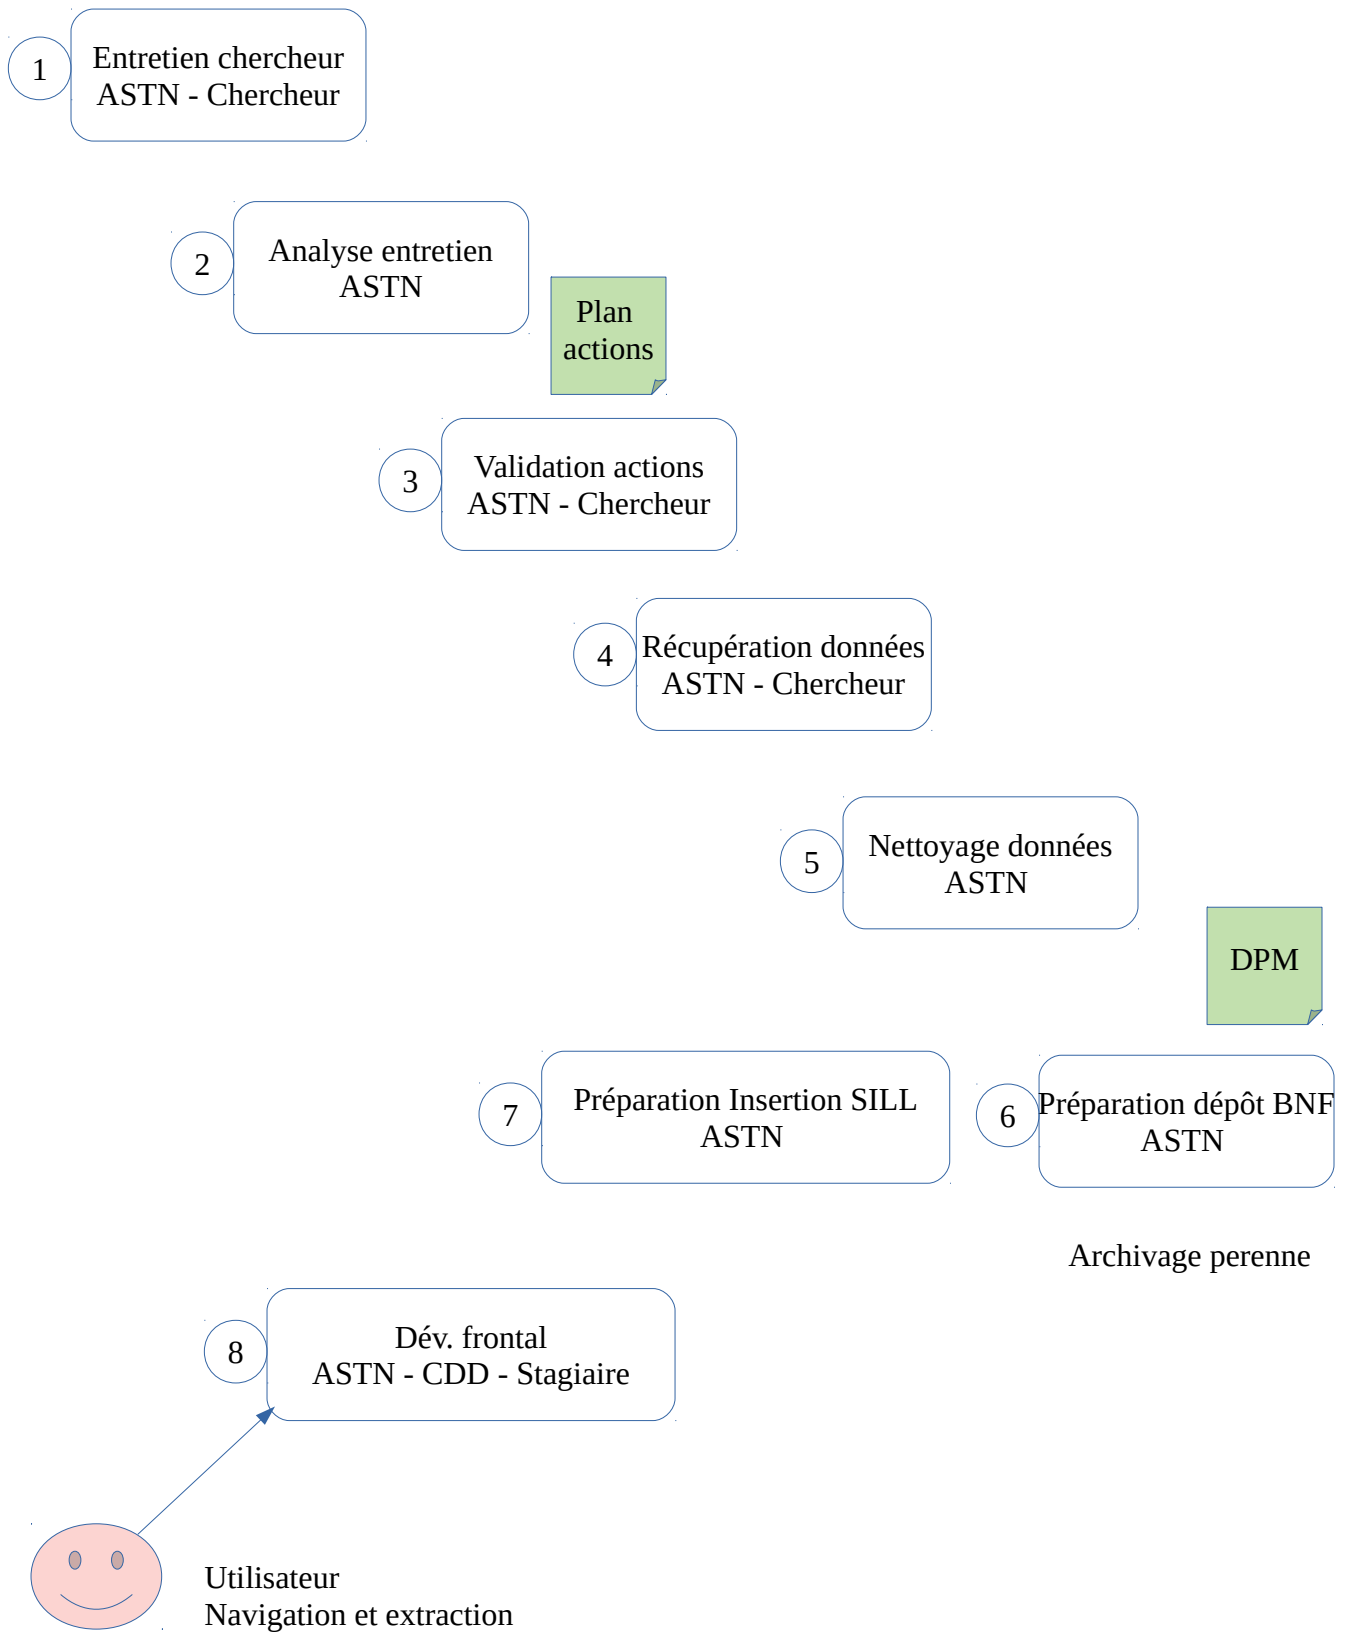 1
Entretien chercheur
ASTN - Chercheur
2
Analyse entretien
ASTN
Plan
actions
3
Validation actions
ASTN - Chercheur
4
Récupération données
ASTN - Chercheur
5
Nettoyage données
ASTN
DPM
6
Préparation dépôt BNF
ASTN
Archivage perenne
7
Préparation Insertion SILL
ASTN
8
Dév. frontal
ASTN - CDD - Stagiaire
Utilisateur
Navigation et extraction